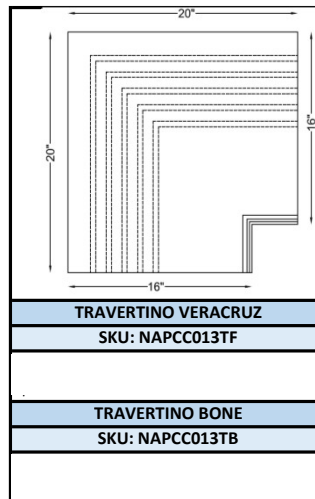 20"
20"
16"
16"
TRAVERTINO VERACRUZ
SKU: NAPCC013TF
TRAVERTINO BONE
SKU: NAPCC013TB